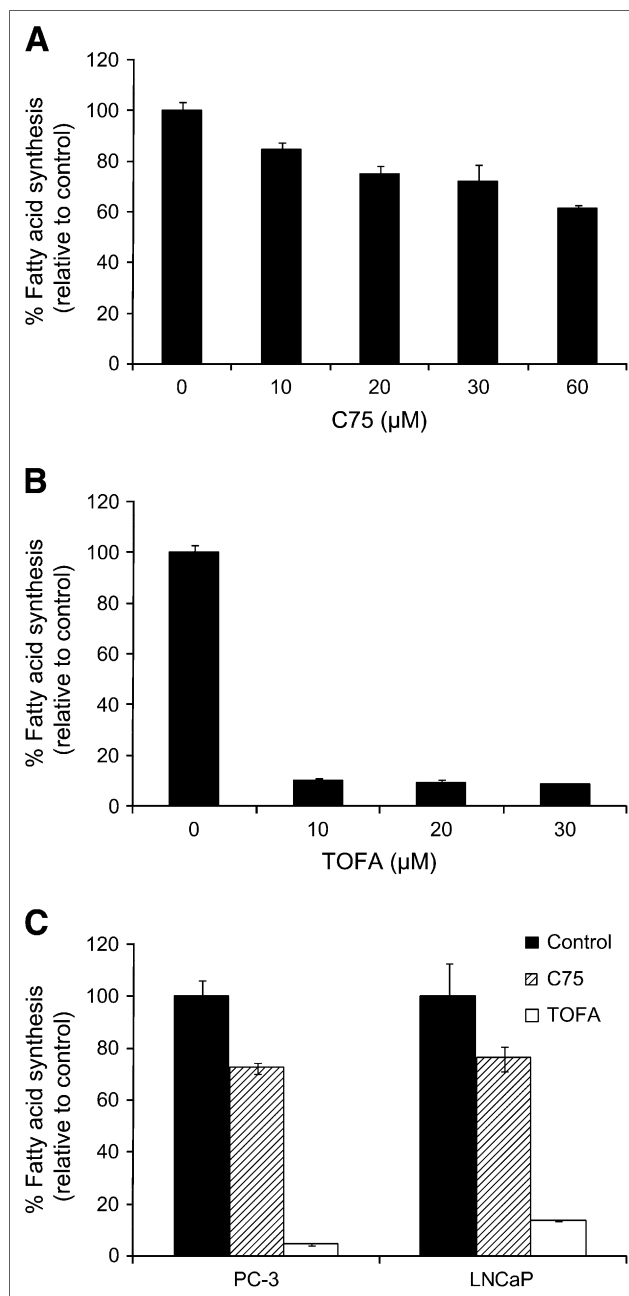 A
% Fatty acid synthesis
(relative to control)
120
100
80
60
40
20
0
0 10 20 30 60
C75 (µM)
B
% Fatty acid synthesis
(relative to control)
120
100
80
60
40
20
0
0 10 20 30
TOFA (µM)
C
% Fatty acid synthesis
(relative to control)
120
100
80
60
40
20
0
Control
C75
TOFA
PC-3 LNCaP